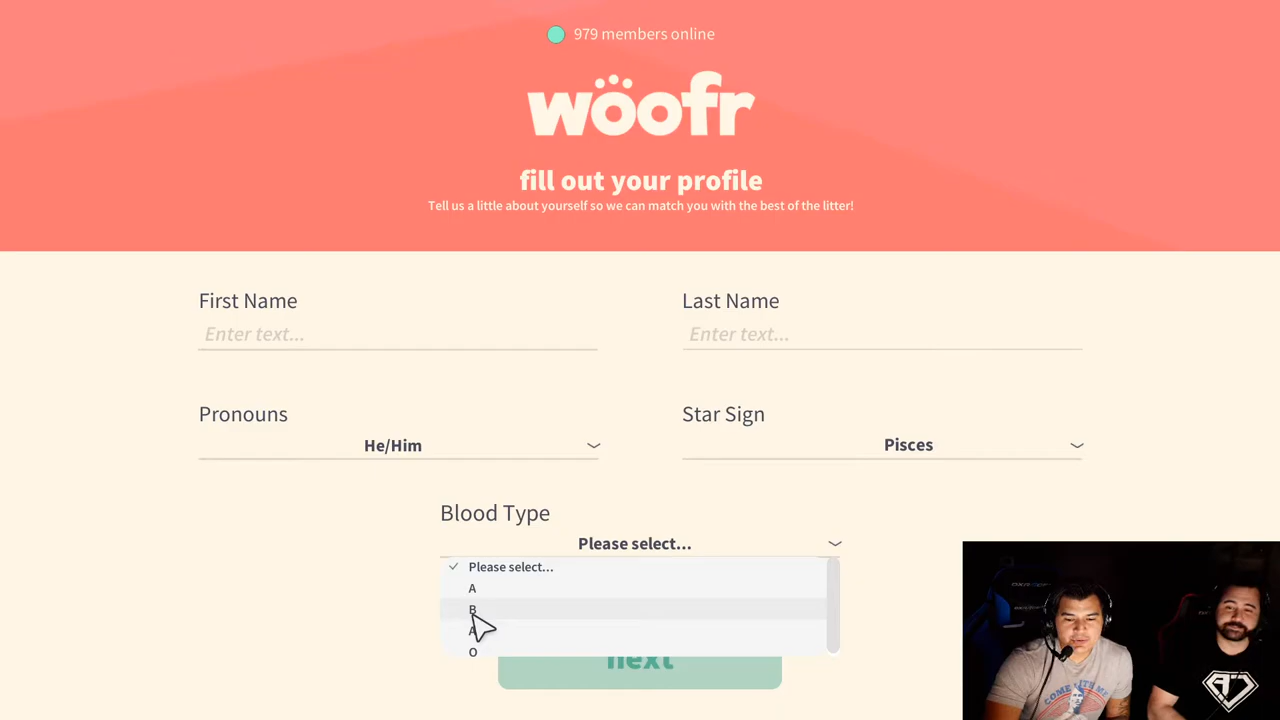 979 members online
wöofr
fill out your profile
Tell us a little about yourself so we can match you with the best of the litter!
First Name
Last Name
Enter text...
Enter text...
Pronouns
Star Sign
He/Him
Pisces
Blood Type
Please select...
Please select...
A
B
O
next